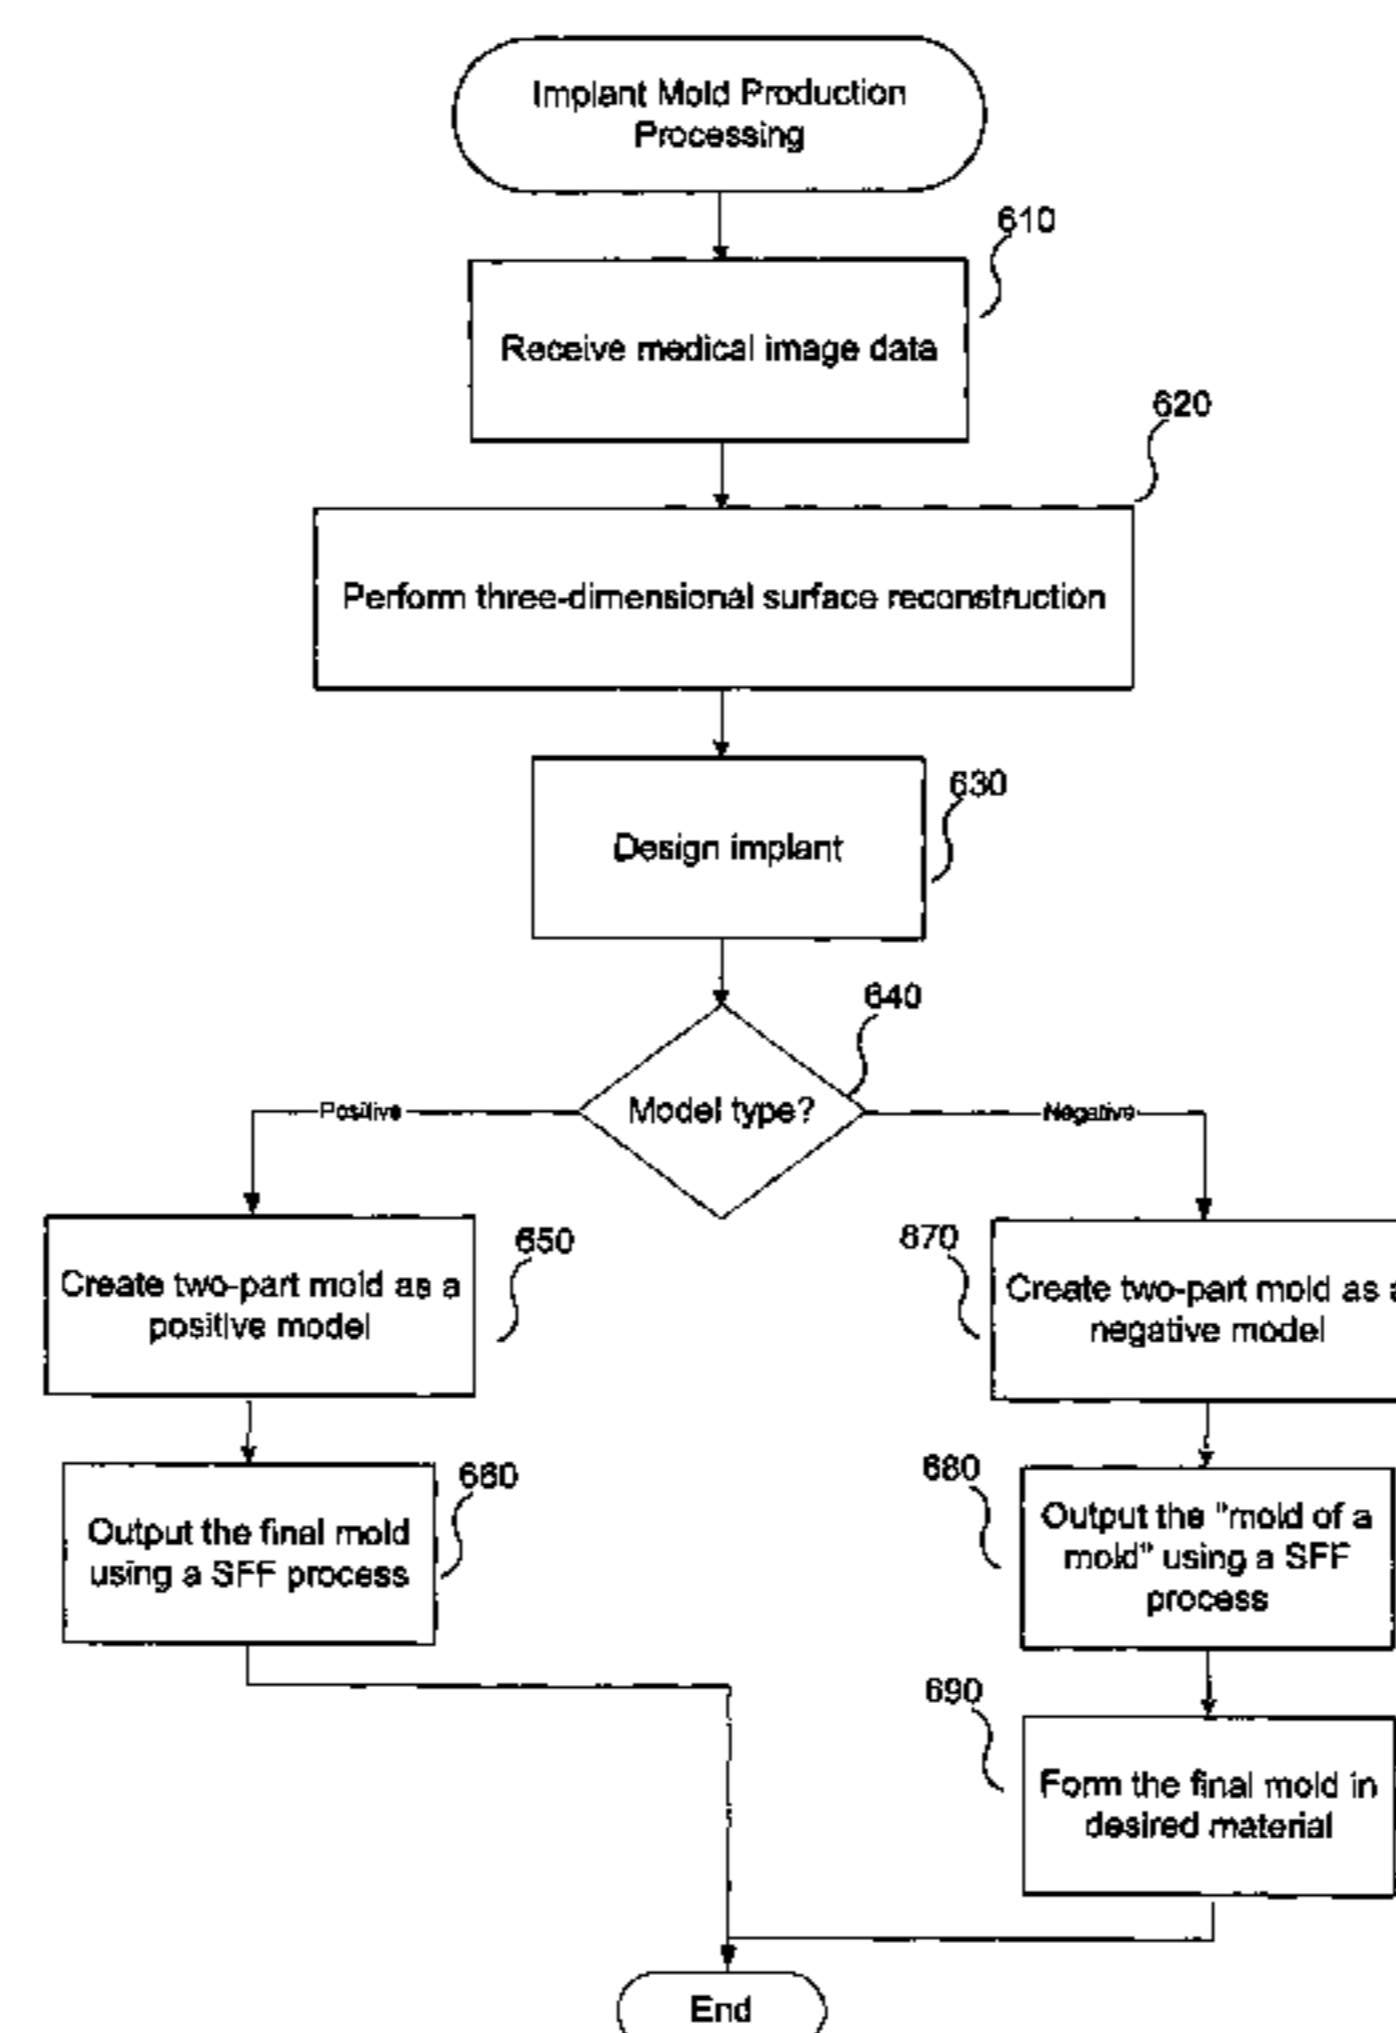 Implant Mold Production
Processing
610
Receive medical image data
620
Perform three-dimensional surface reconstruction
630
Design implant
640
Model type?
Positive
Negative
650
Create two-part mold as a
positive model
670
Create two-part mold as a
negative model
660
Output the final mold
using a SFF process
680
Output the "mold of a
mold" using a SFF
process
690
Form the final mold in
desired material
End